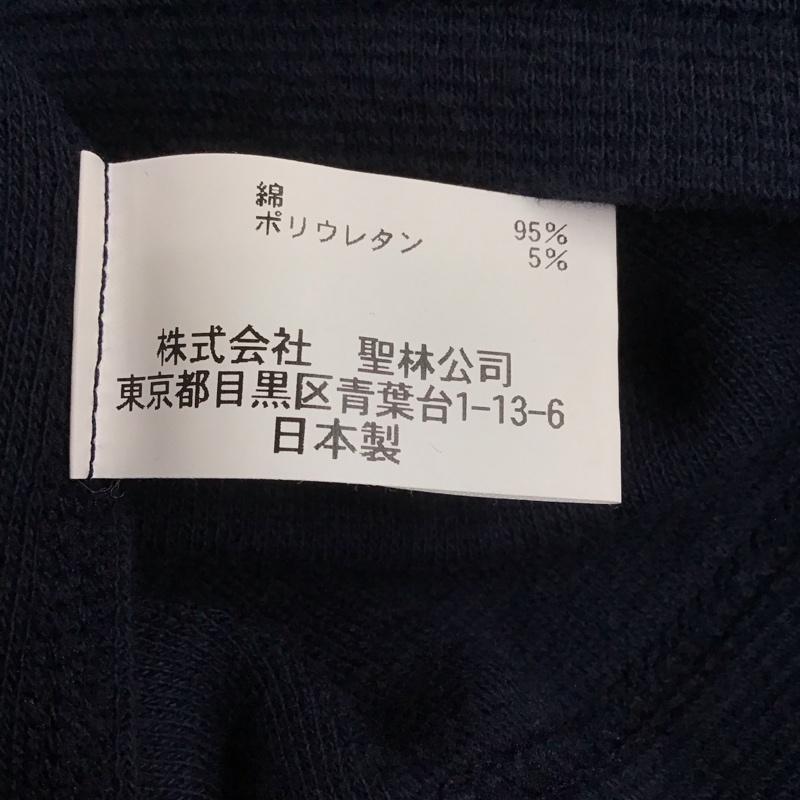 綿 95%
ポリウレタン 5%
株式会社 聖林公司
東京都目黒区青葉台1-13-6
日本製